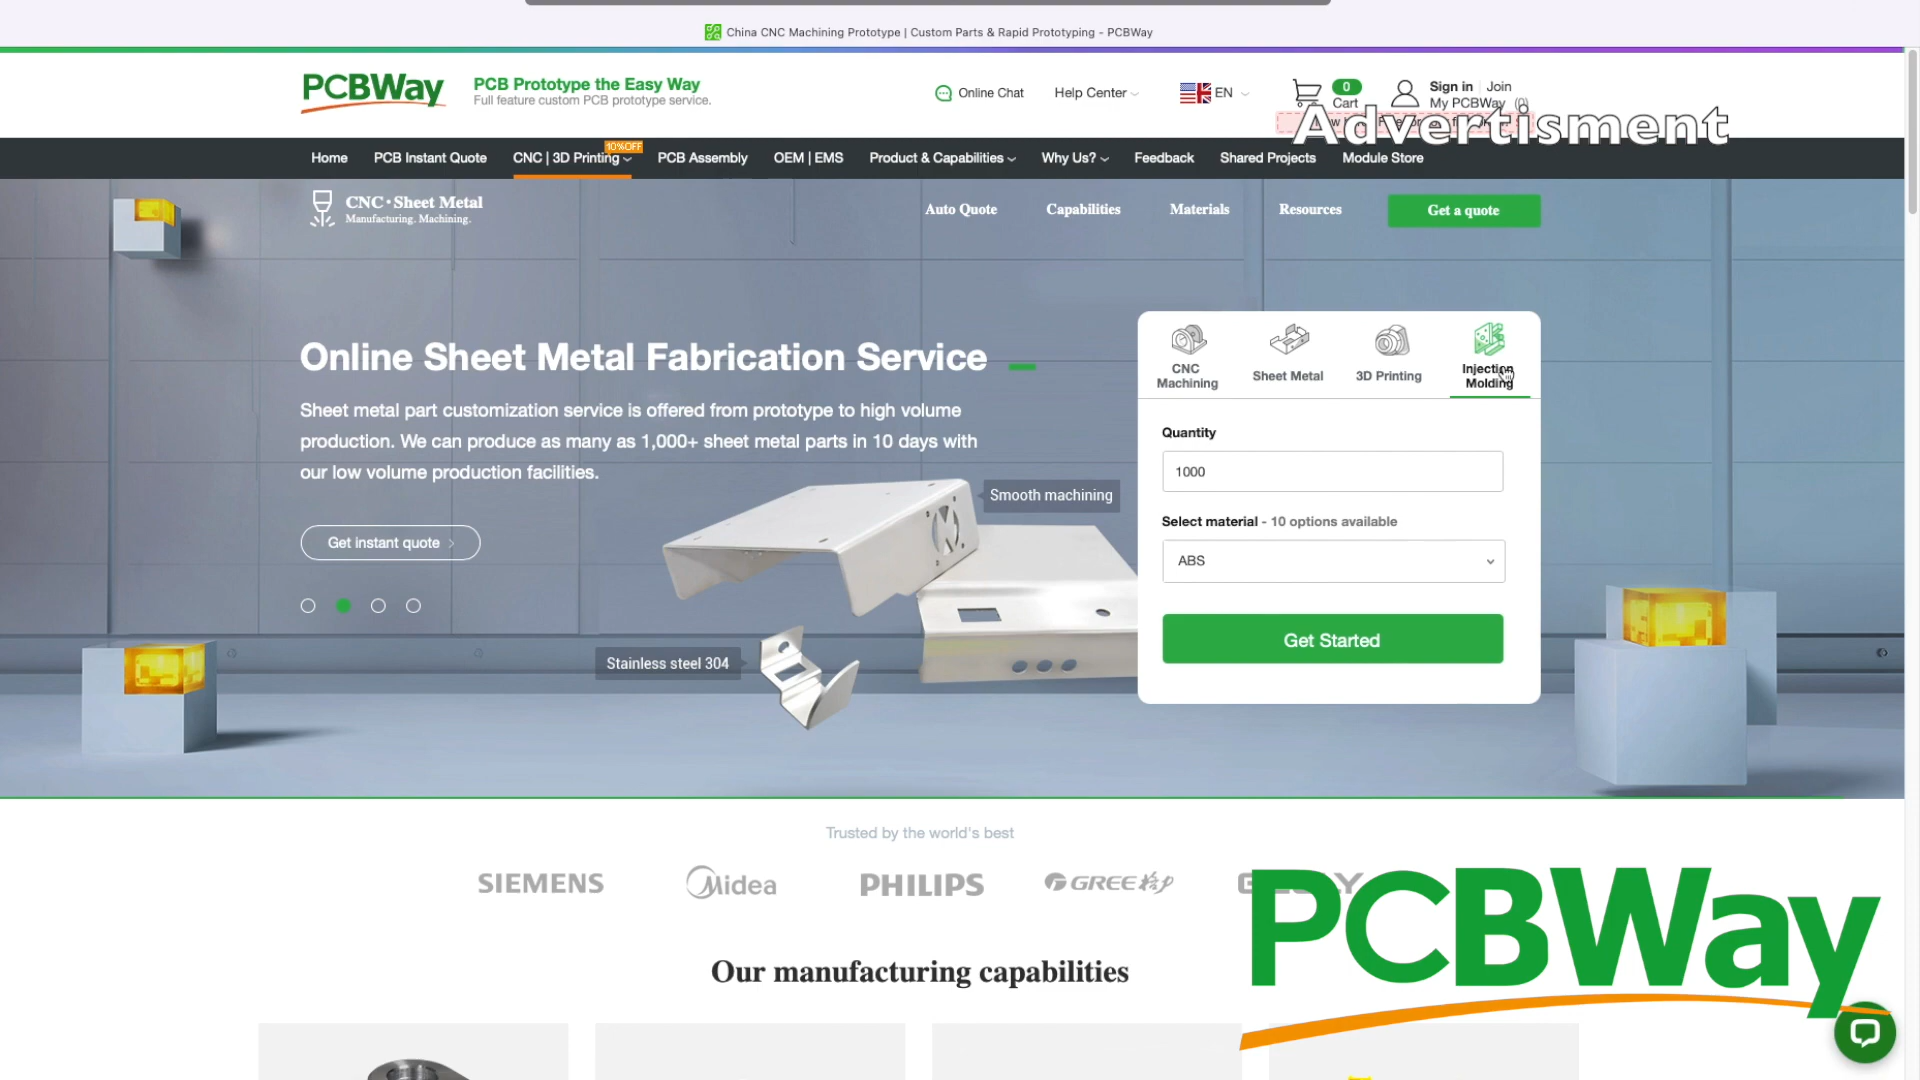 China CNC Machining Prototype | Custom Parts & Rapid Prototyping - PCBWay
PCBWay
PCB Prototype the Easy Way
Full feature custom PCB prototype service.
Online Chat
Help Center
EN
0
Cart
Sign in
Join
My PCBWay (0)
Advertisment
Home
PCB Instant Quote
CNC | 3D Printing
10%OFF
PCB Assembly
OEM | EMS
Product & Capabilities
Why Us?
Feedback
Shared Projects
Module Store
CNC·Sheet Metal
Manufacturing. Machining.
Auto Quote
Capabilities
Materials
Resources
Get a quote
Online Sheet Metal Fabrication Service
Sheet metal part customization service is offered from prototype to high volume
production. We can produce as many as 1,000+ sheet metal parts in 10 days with
our low volume production facilities.
Get instant quote
Smooth machining
Stainless steel 304
CNC
Machining
Sheet Metal
3D Printing
Injection
Molding
Quantity
1000
Select material - 10 options available
ABS
Get Started
Trusted by the world's best
SIEMENS
Midea
PHILIPS
GREE格力
PCBWay
Our manufacturing capabilities